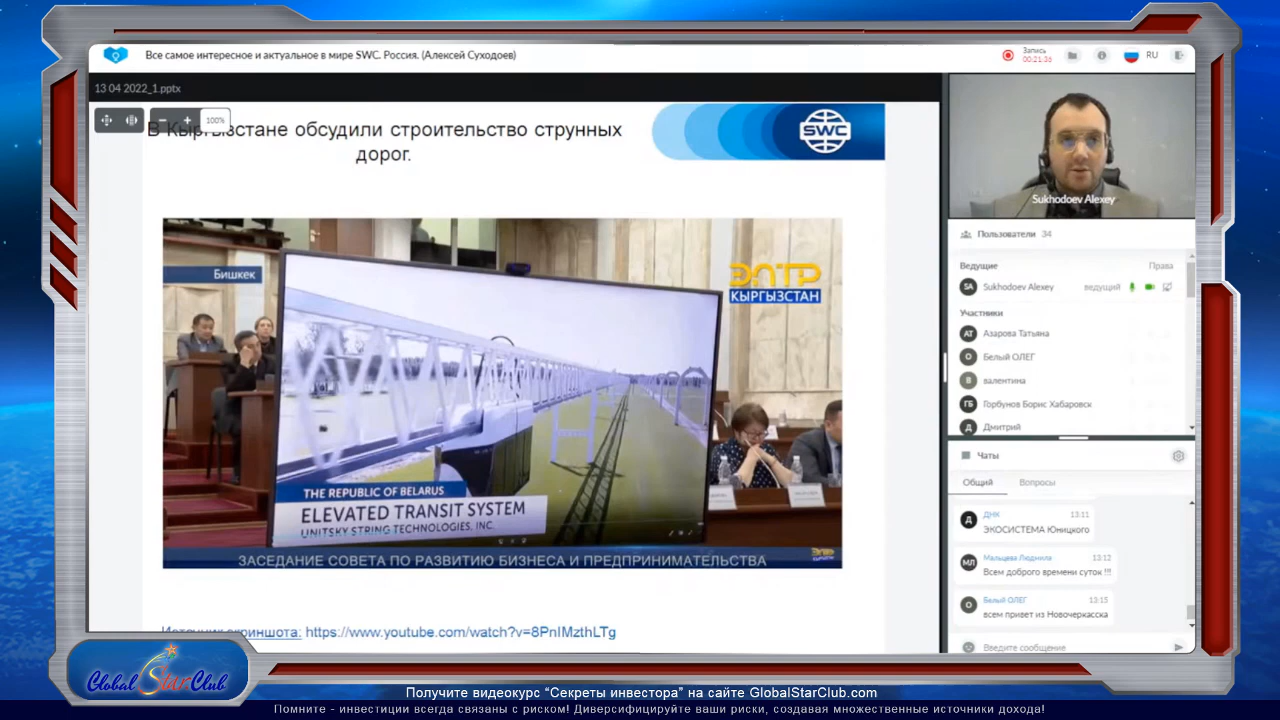 Все самое интересное и актуальное в мире SWC. Россия. (Алексей Суходоев)
Запись
00:21:36
RU
13 04 2022_1.pptx
100%
В Кыргызстане обсудили строительство струнных
дорог.
SWC
Бишкек
ЭЛТР
КЫРГЫЗСТАН
THE REPUBLIC OF BELARUS
ELEVATED TRANSIT SYSTEM
UNITSKY STRING TECHNOLOGIES, INC.
ЗАСЕДАНИЕ СОВЕТА ПО РАЗВИТИЮ БИЗНЕСА И ПРЕДПРИНИМАТЕЛЬСТВА
Источник скриншота: https://www.youtube.com/watch?v=8PnIMzthLTg
Sukhodoev Alexey
Пользователи 34
Ведущие Права
SA Sukhodoev Alexey ведущий
Участники
АТ Азарова Татьяна
О Белый ОЛЕГ
В валентина
ГБ Горбунов Борис Хабаровск
Д Дмитрий
Чаты
Общий Вопросы
Д ДНК 13:11
ЭКОСИСТЕМА Юницкого
МЛ Мальцева Людмила 13:12
Всем доброго времени суток !!!
О Белый ОЛЕГ 13:15
всем привет из Новочеркасска
Введите сообщение
Global Star Club
Получите видеокурс “Секреты инвестора” на сайте GlobalStarClub.com
Помните - инвестиции всегда связаны с риском! Диверсифицируйте ваши риски, создавая множественные источники дохода!